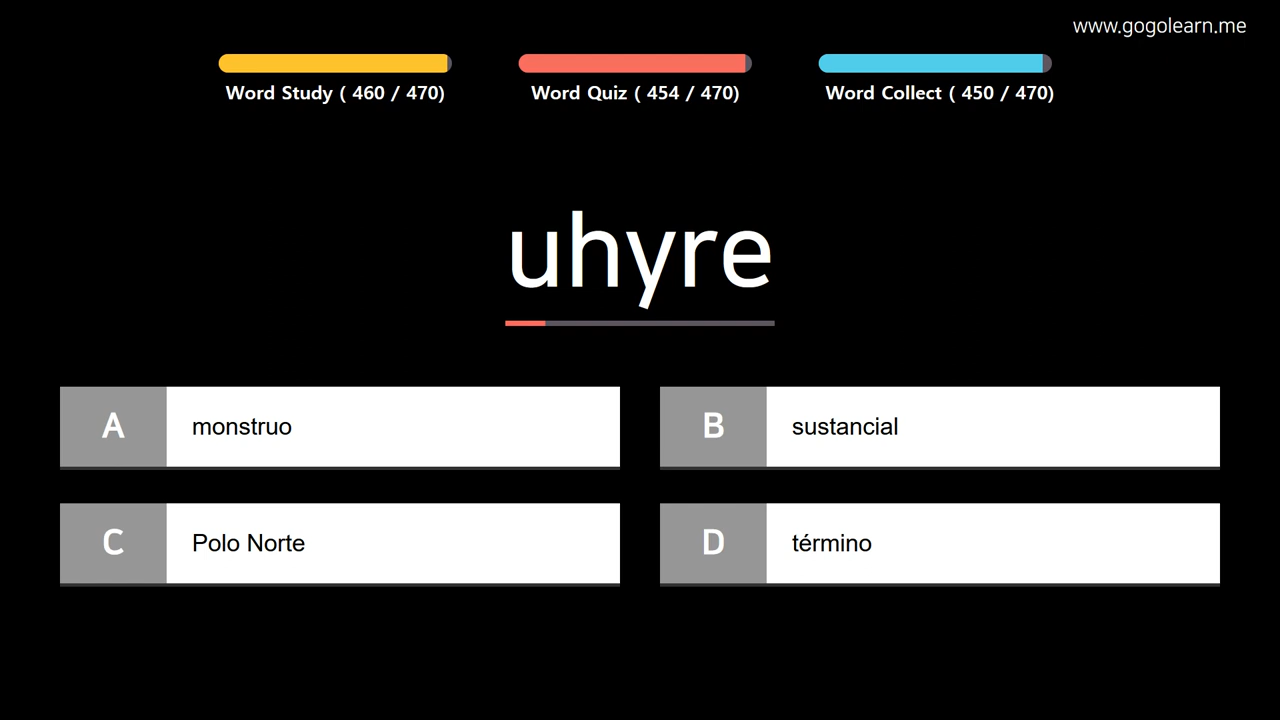 www.gogolearn.me
Word Study ( 460 / 470)
Word Quiz ( 454 / 470)
Word Collect ( 450 / 470)
uhyre
A monstruo
B sustancial
C Polo Norte
D término